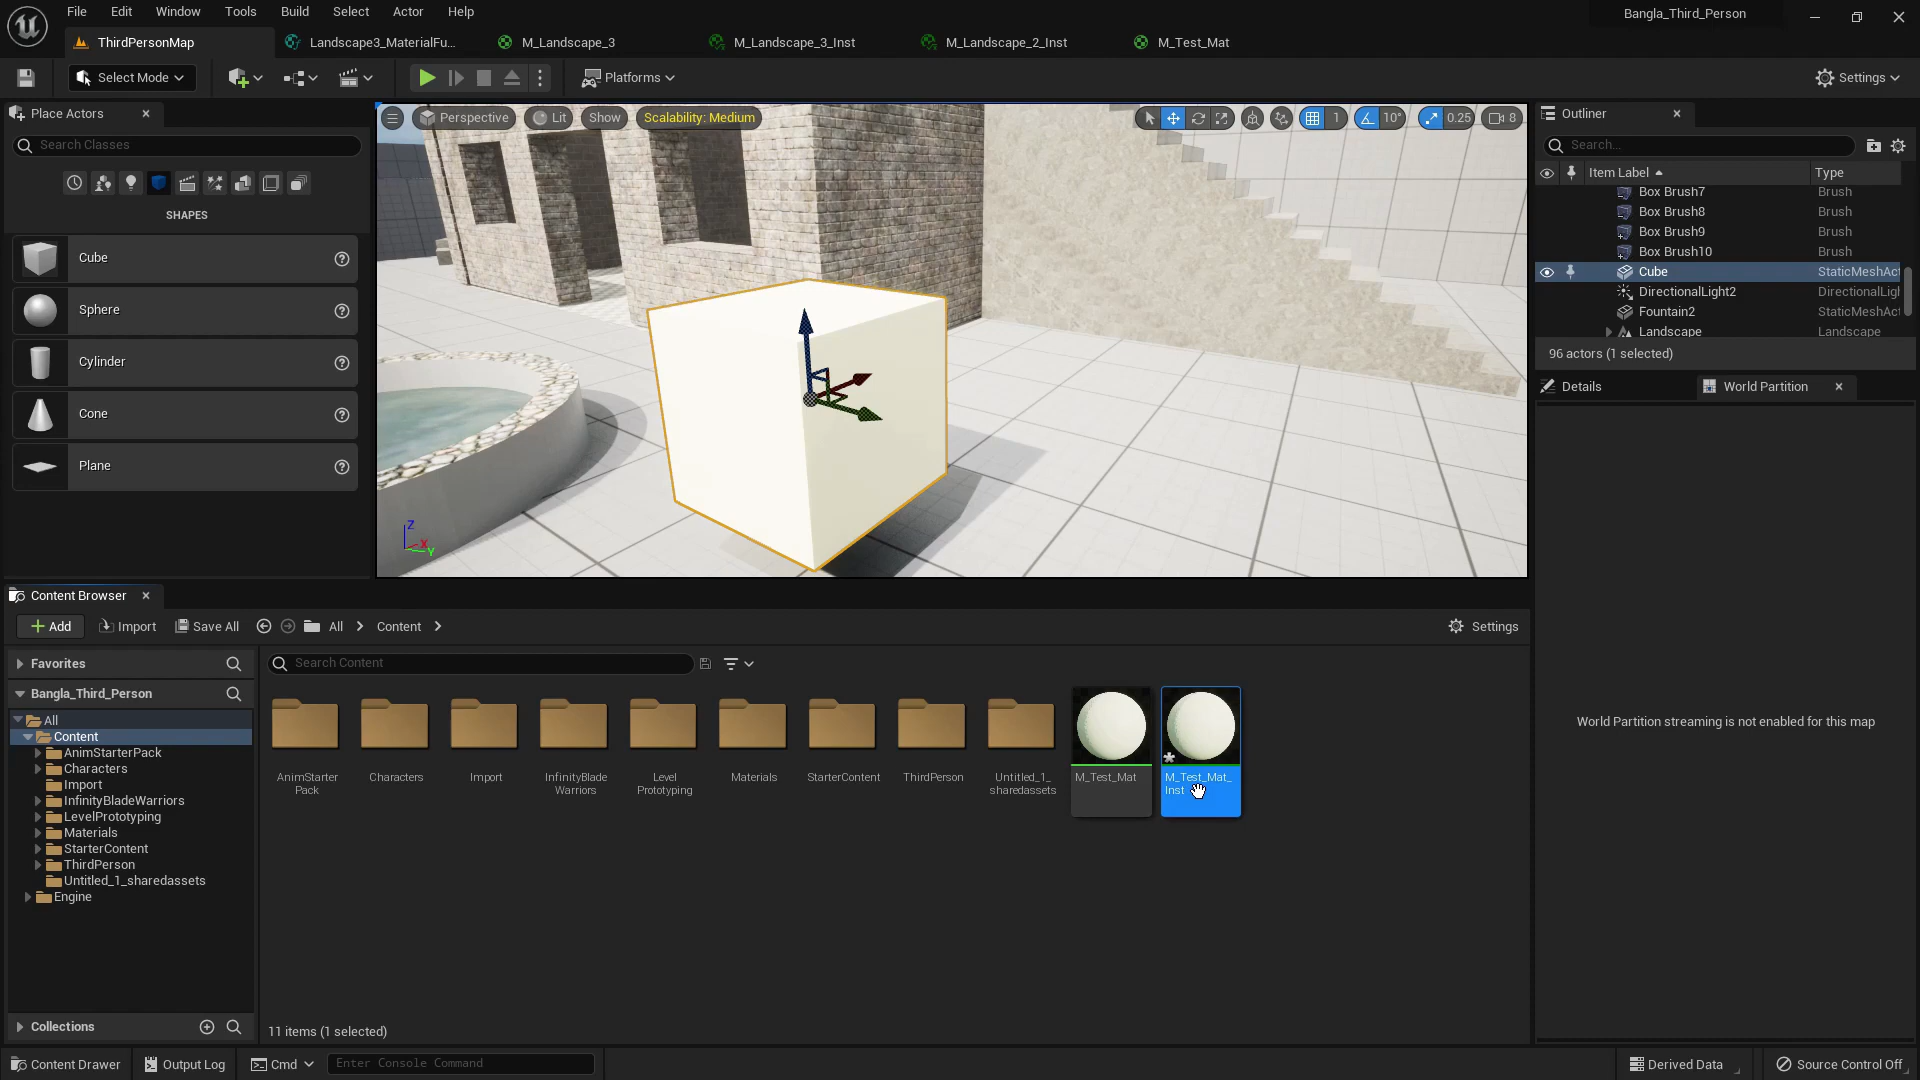 File Edit Window Tools Build Select Actor Help
Bangla_Third_Person
ThirdPersonMap
Landscape3_MaterialFu...
M_Landscape_3
M_Landscape_3_Inst
M_Landscape_2_Inst
M_Test_Mat
Select Mode
Platforms
Settings
Place Actors
Search Classes
SHAPES
Cube
Sphere
Cylinder
Cone
Plane
Perspective
Lit
Show
Scalability: Medium
1
10°
0.25
8
Z
X
Y
Outliner
Search...
Item Label Type
Box Brush7 Brush
Box Brush8 Brush
Box Brush9 Brush
Box Brush10 Brush
Cube StaticMeshAct
DirectionalLight2 DirectionalLigh
Fountain2 StaticMeshAct
Landscape Landscape
96 actors (1 selected)
Details
World Partition
World Partition streaming is not enabled for this map
Content Browser
Add
Import
Save All
All
Content
Settings
Favorites
Bangla_Third_Person
All
Content
AnimStarterPack
Characters
Import
InfinityBladeWarriors
LevelPrototyping
Materials
StarterContent
ThirdPerson
Untitled_1_sharedassets
Engine
Collections
Search Content
AnimStarter
Pack
Characters
Import
InfinityBlade
Warriors
Level
Prototyping
Materials
StarterContent
ThirdPerson
Untitled_1_
sharedassets
M_Test_Mat
M_Test_Mat_
Inst
11 items (1 selected)
Content Drawer
Output Log
Cmd
Enter Console Command
Derived Data
Source Control Off